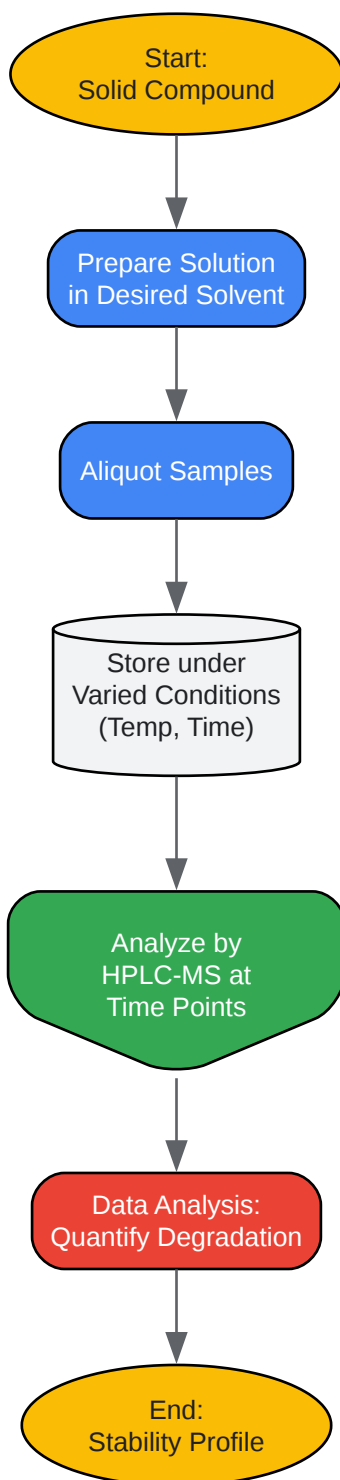 Start:
Solid Compound
Prepare Solution
in Desired Solvent
Aliquot Samples
Store under
Varied Conditions
(Temp, Time)
Analyze by
HPLC-MS at
Time Points
Data Analysis:
Quantify Degradation
End:
Stability Profile